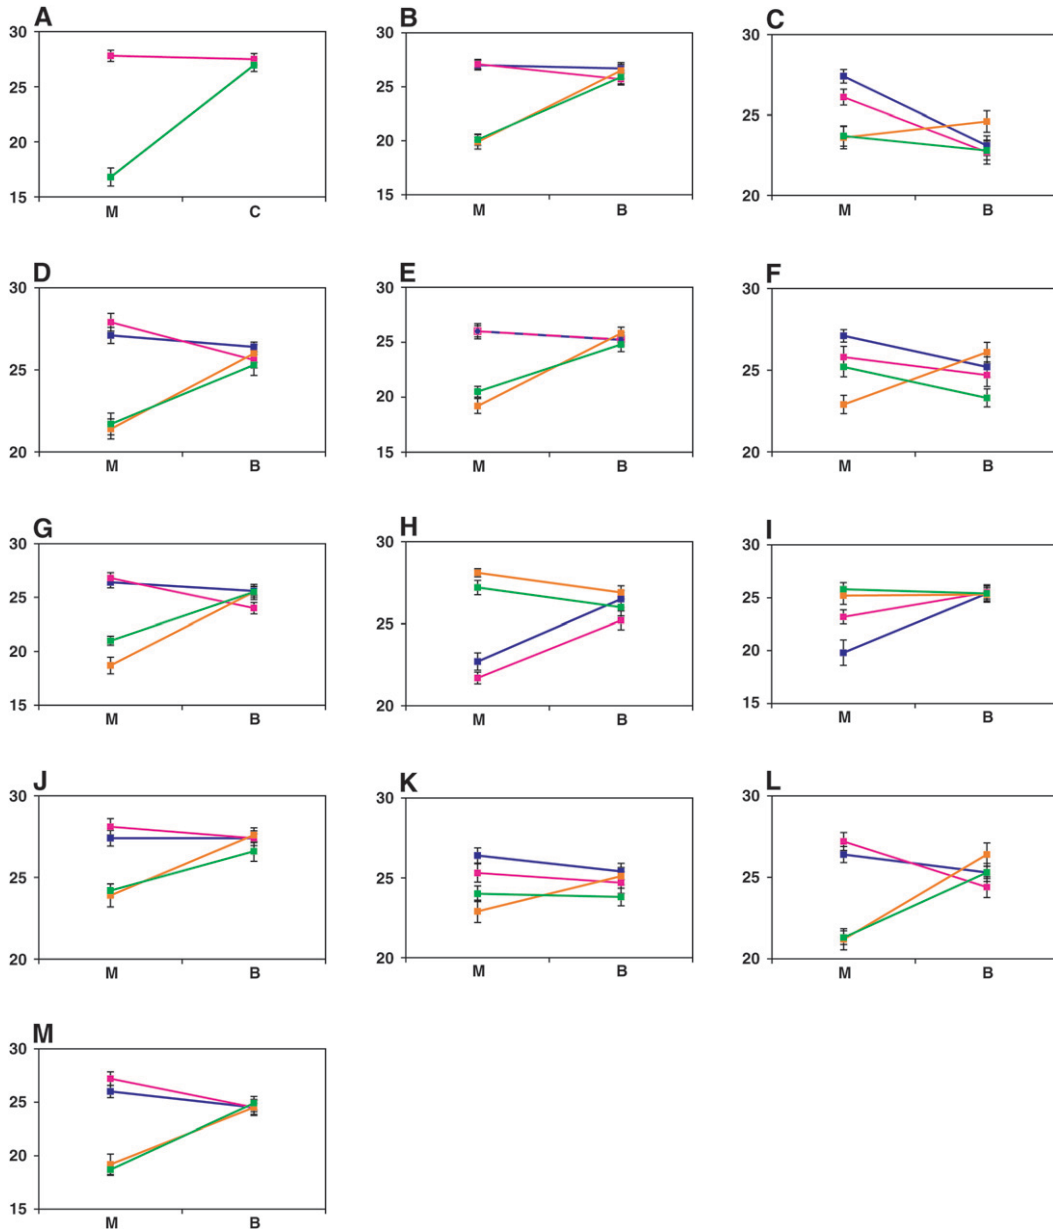 A B C
30 30 30
25 25 25
20 20
15 15 20
M C M B M B
D E F
30 30 30
25 25 25
20
20 15 20
M B M B M B
G H I
30 30 30
25 25
20 25 20
15 20 15
M B M B M B
J K L
30 30 30
25 25 25
20 20 20
M B M B M B
M
30
25
20
15
M B